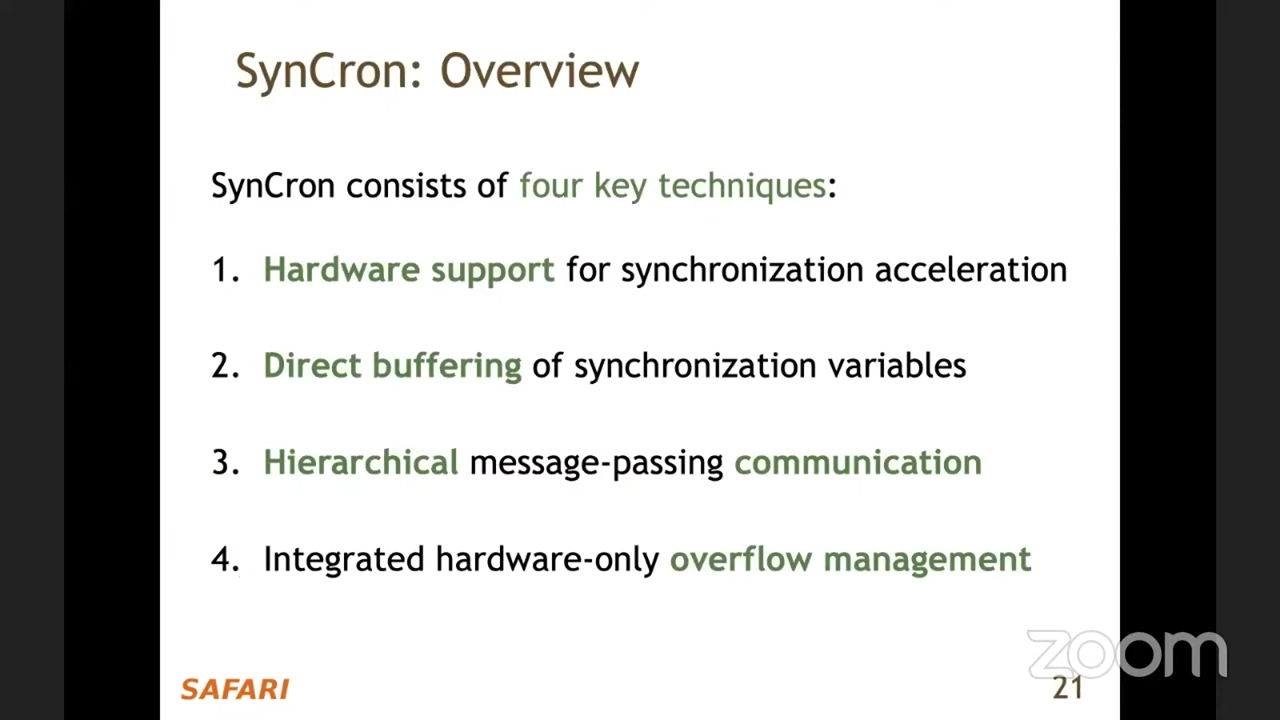 SynCron: Overview
SynCron consists of four key techniques:
1. Hardware support for synchronization acceleration
2. Direct buffering of synchronization variables
3. Hierarchical message-passing communication
4. Integrated hardware-only overflow management
zoom
SAFARI
21